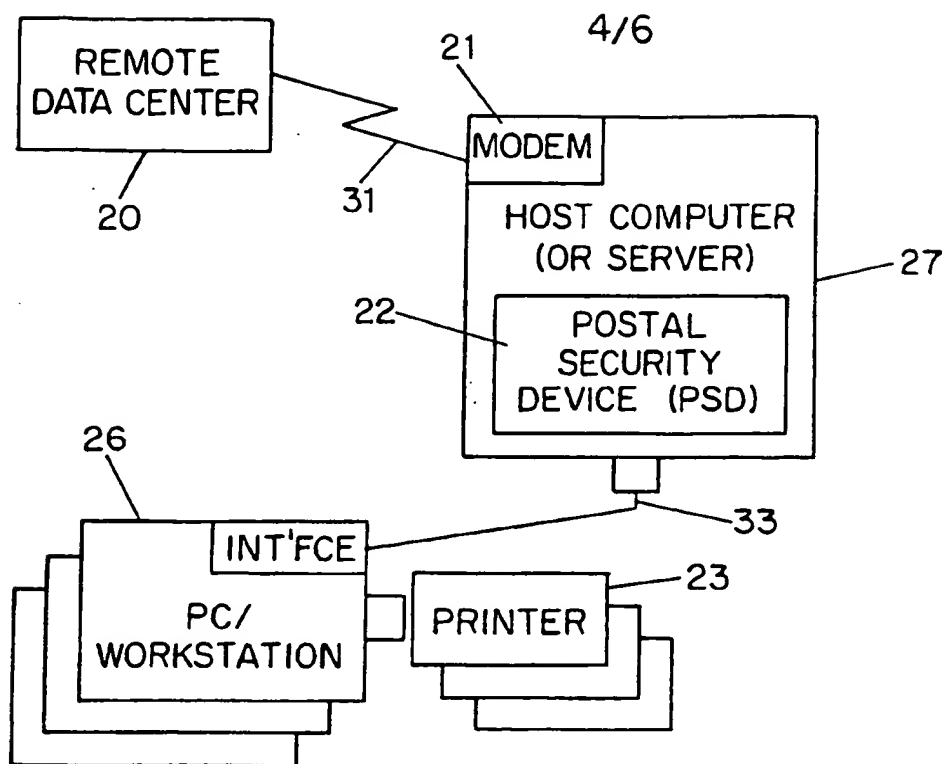 4/6
REMOTE
DATA CENTER
20
31
21
MODEM
HOST COMPUTER
(OR SERVER)
27
22
POSTAL
SECURITY
DEVICE (PSD)
33
26
INT'FCE
PC/
WORKSTATION
23
PRINTER